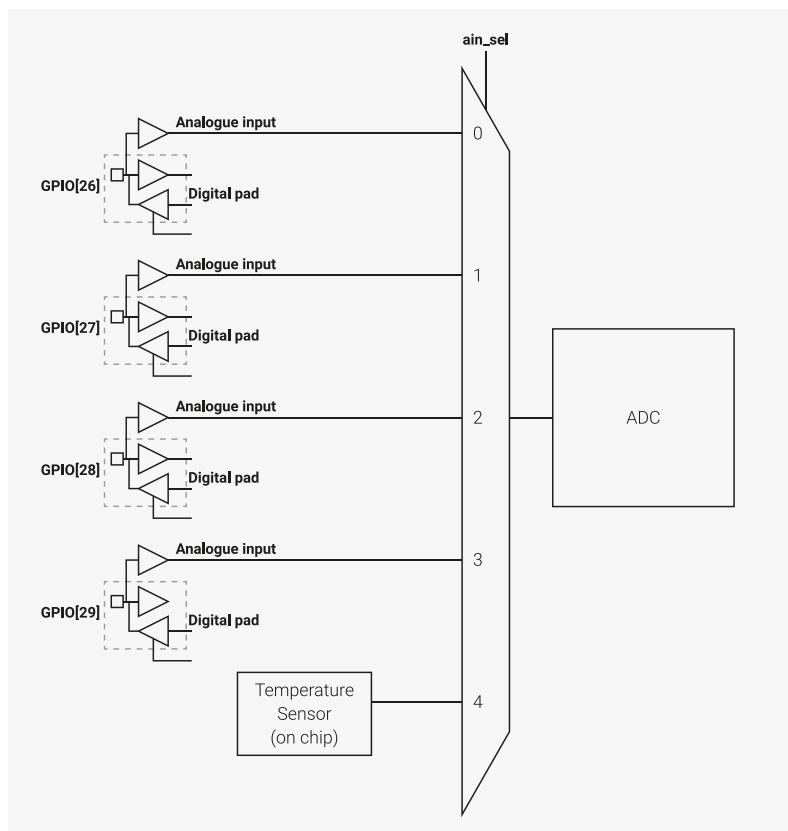 ain_sel
Analogue input
0
GPIO[26]
Digital pad
Analogue input
1
GPIO[27]
Digital pad
Analogue input
2
ADC
GPIO[28]
Digital pad
Analogue input
3
GPIO[29]
Digital pad
Temperature
Sensor
(on chip)
4